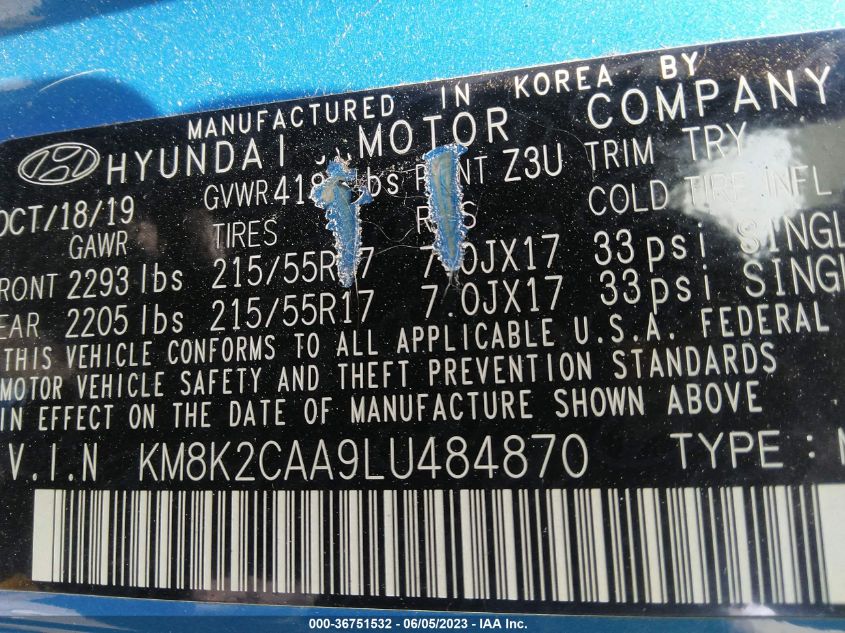 MANUFACTURED IN KOREA BY
HYUNDAI MOTOR COMPANY
OCT/18/19 GVWR 418 lbs Z3U TRIM TRY
GAWR TIRES COLD TIRE INFL
FRONT 2293 lbs 215/55R17 7.0JX17 33psi SINGL
EAR 2205 lbs 215/55R17 7.0JX17 33psi SINGL
THIS VEHICLE CONFORMS TO ALL APPLICABLE U.S.A. FEDERAL
MOTOR VEHICLE SAFETY AND THEFT PREVENTION STANDARDS
IN EFFECT ON THE DATE OF MANUFACTURE SHOWN ABOVE
V.I.N KM8K2CAA9LU484870 TYPE:
000-36751532 - 06/05/2023 - IAA Inc.